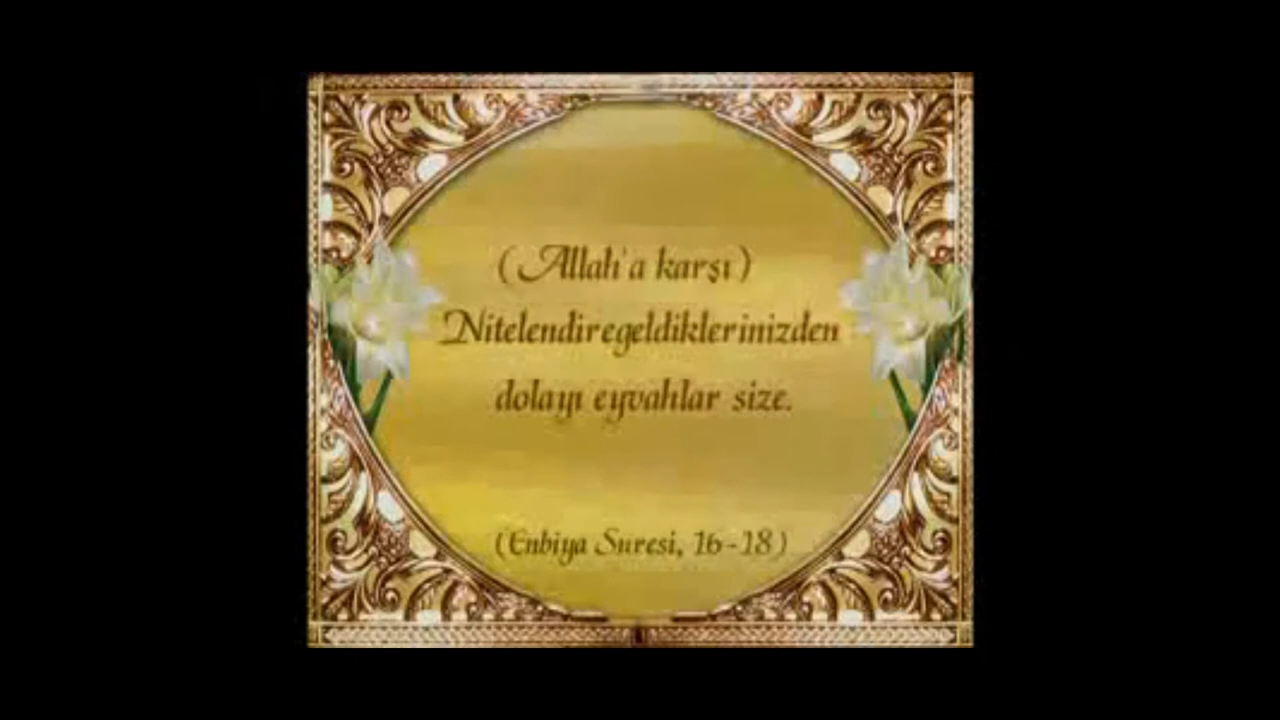 (Allah'a karşı)
Nitelendiregeldiklerinizden
dolayı eyvahlar size.
(Enbiya Suresi, 16-18)